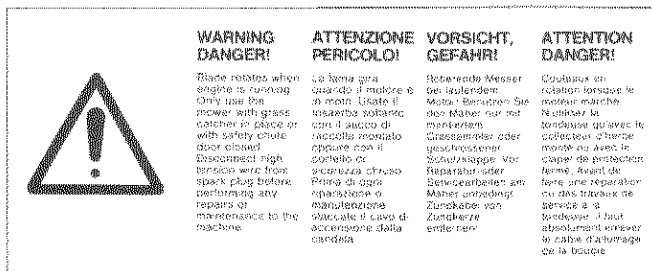 WARNING
DANGER!
Blade rotates when
engine is running
Only use the
mower with grass
catcher in place or
with safety chute
door closed
Disconnect high
tension wire from
spark plug before
performing any
repairs or
maintenance to the
machine
ATTENZIONE
PERICOLO!
La lama gira
quando il motore è
in moto. Usate il
rasaerba soltanto
con il sacco di
raccolta montato
oppure con il
portello di
sicurezza chiuso
Prima di ogni
riparazione o
manutenzione
staccate il cavo di
accensione dalla
candela
VORSICHT,
GEFAHR!
Rotierende Messer
bei laufendem
Motor. Benutzen Sie
den Mäher nur mit
montiertem
Grassammler oder
geschlossener
Schutzklappe. Vor
Reparatur-oder
Servicearbeiten am
Mäher unbedingt
Zündkabel von
Zündkerze
entfernen
ATTENTION
DANGER!
Couteaux en
rotation lorsque le
moteur marche
N'utiliser la
tondeuse qu'avec le
collecteur d'herbe
monté ou avec le
clapet de protection
fermé. Avant de
faire une réparation
ou des travaux de
service à la
tondeuse il faut
absolument enlever
le cable d'allumage
de la bougie